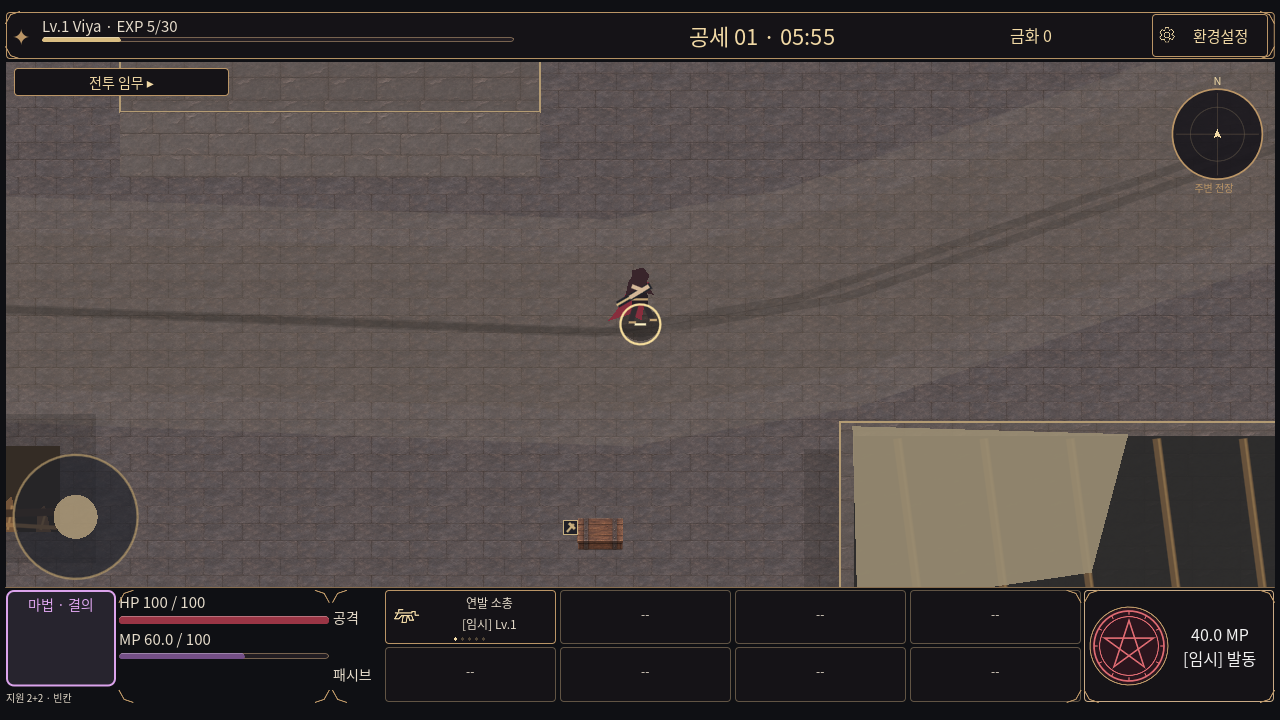 Lv.1 Viya · EXP 5/30
공세 01 · 05:55
금화 0
환경설정
전투 임무 ▸
N
주변 전장
마법 · 결의
지원 2+2 · 빈칸
HP 100 / 100
MP 60.0 / 100
공격
패시브
연발 소총
[임시] Lv.1
--
--
--
--
--
--
--
40.0 MP
[임시] 발동